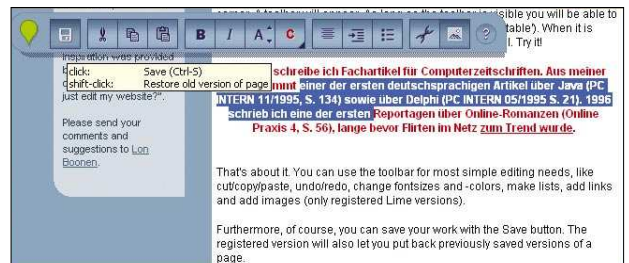 corner. A toolbar will appear. As long as the toolbar is visible you will be able to
table'). When it is
l. Try it!
B I A C
Inspiration was provided
click: Save (Ctrl-S)
shift-click: Restore old version of page
just edit my website?".
Please send your
comments and
suggestions to Lon
Boonen.
schreibe ich Fachartikel für Computerzeitschriften. Aus meiner
mmt einer der ersten deutschsprachigen Artikel über Java (PC
INTERN 11/1995, S. 134) sowie über Delphi (PC INTERN 05/1995 S. 21). 1996
schrieb ich eine der ersten Reportagen über Online-Romanzen (Online
Praxis 4, S. 56), lange bevor Flirten im Netz zum Trend wurde.
That's about it. You can use the toolbar for most simple editing needs, like
cut/copy/paste, undo/redo, change fontsizes and -colors, make lists, add links
and add images (only registered Lime versions).
Furthermore, of course, you can save your work with the Save button. The
registered version will also let you put back previously saved versions of a
page.